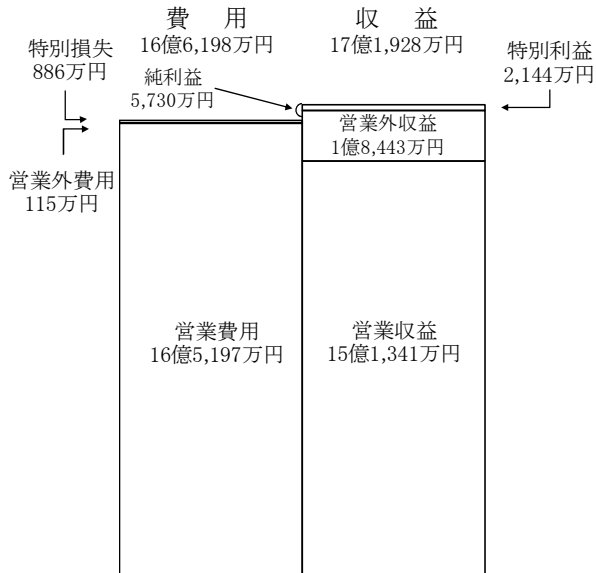 費　用
16億6,198万円
収　益
17億1,928万円
特別損失
886万円
純利益
5,730万円
特別利益
2,144万円
営業外収益
1億8,443万円
営業外費用
115万円
営業費用
16億5,197万円
営業収益
15億1,341万円